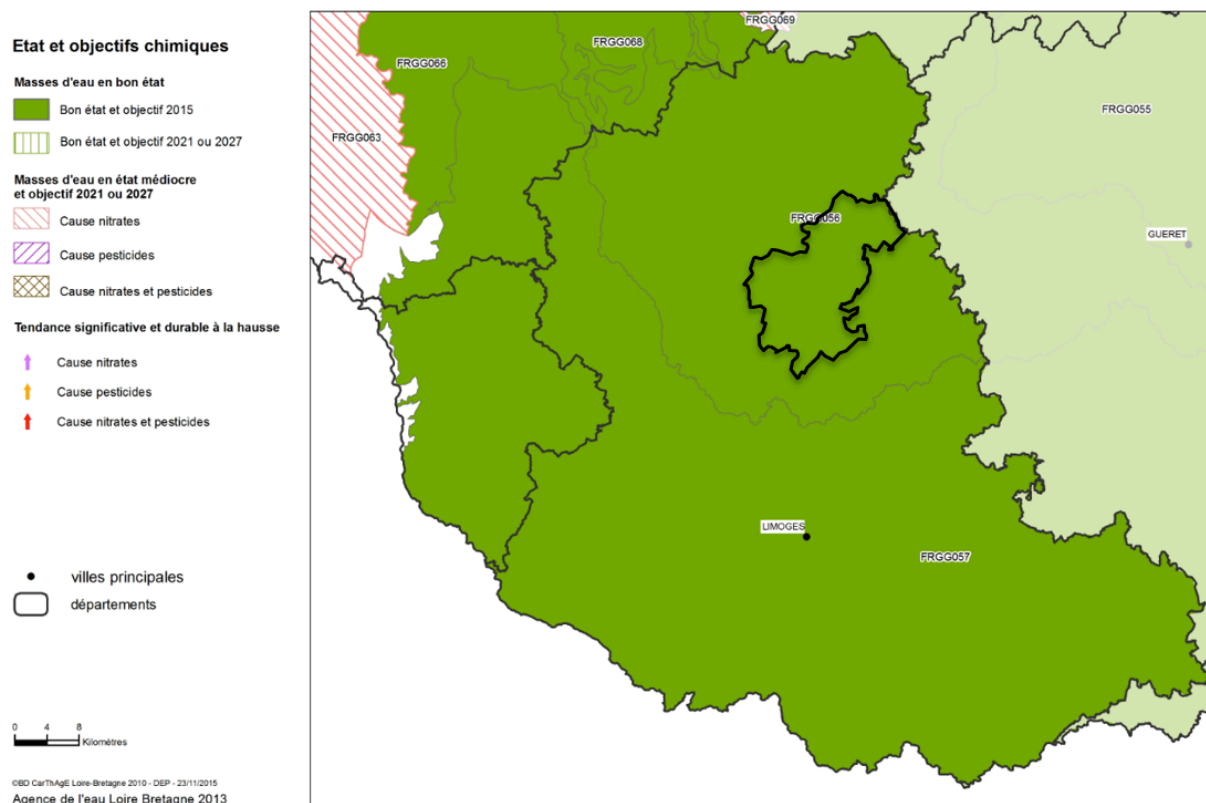 Etat et objectifs chimiques
Masses d'eau en bon état
Bon état et objectif 2015
Bon état et objectif 2021 ou 2027
Masses d'eau en état médiocre
et objectif 2021 ou 2027
Cause nitrates
Cause pesticides
Cause nitrates et pesticides
Tendance significative et durable à la hausse
Cause nitrates
Cause pesticides
Cause nitrates et pesticides
villes principales
départements
0 4 8
Kilomètres
©BD CarThAgE Loire-Bretagne 2010 - DEP - 23/11/2015
Agence de l'eau Loire Bretagne 2013
FRGG069
FRGG068
FRGG066
FRGG055
FRGG063
FRGG056
GUERET
LIMOGES
FRGG057